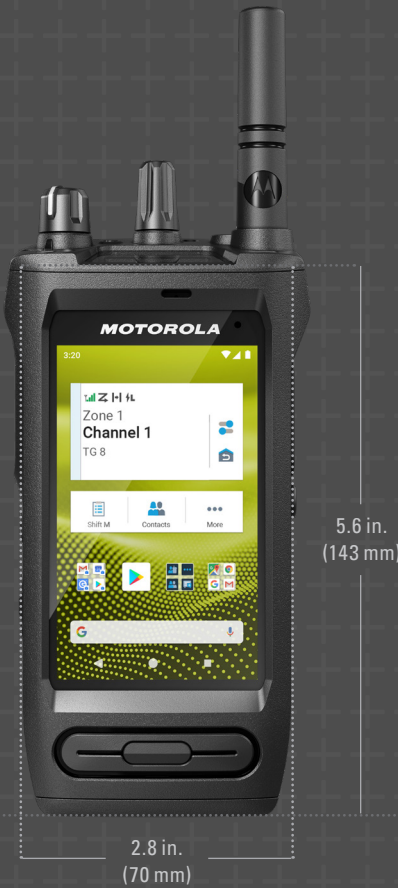 MOTOROLA
3:20
Zone 1
Channel 1
TG 8
Shift M
Contacts
More
5.6 in.
(143 mm)
2.8 in.
(70 mm)